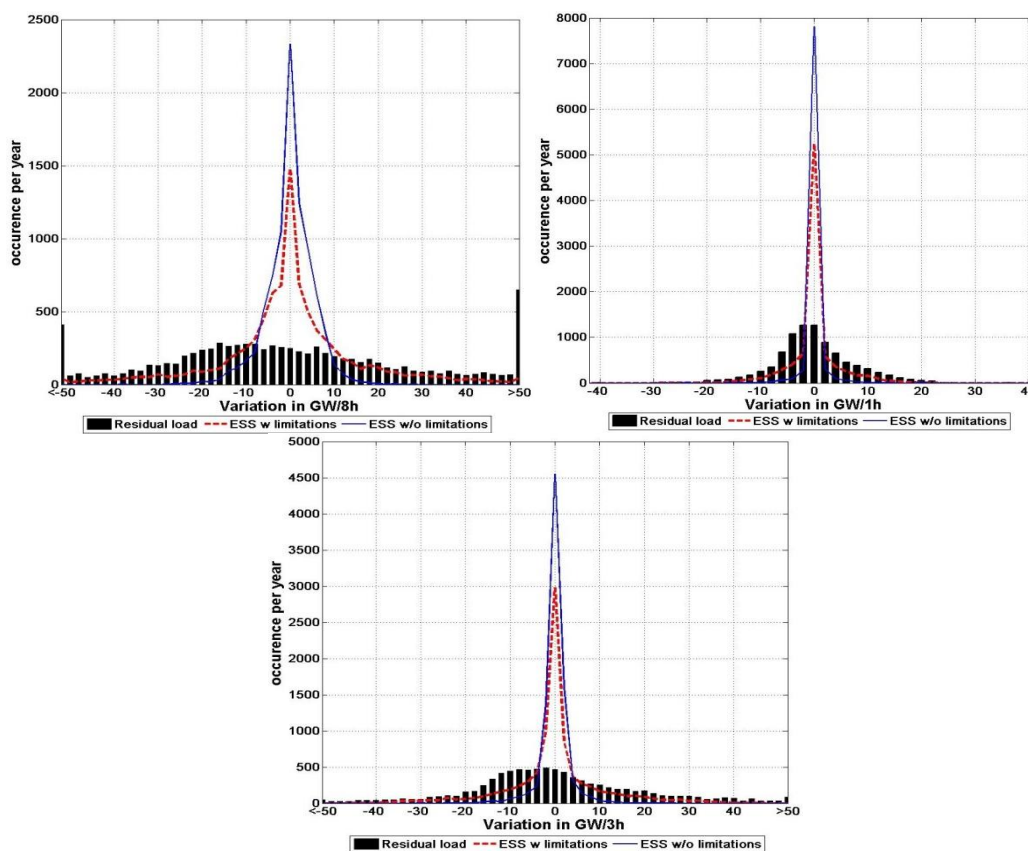 2500
2000
1500
1000
500
0
occurence per year
<-50 -40 -30 -20 -10 0 10 20 30 40 >50
Variation in GW/8h
Residual load ESS w limitations ESS w/o limitations
8000
7000
6000
5000
4000
3000
2000
1000
0
occurence per year
-40 -30 -20 -10 0 10 20 30 40
Variation in GW/1h
Residual load ESS w limitations ESS w/o limitations
5000
4500
4000
3500
3000
2500
2000
1500
1000
500
0
occurence per year
<-50 -40 -30 -20 -10 0 10 20 30 40 >50
Variation in GW/3h
Residual load ESS w limitations ESS w/o limitations